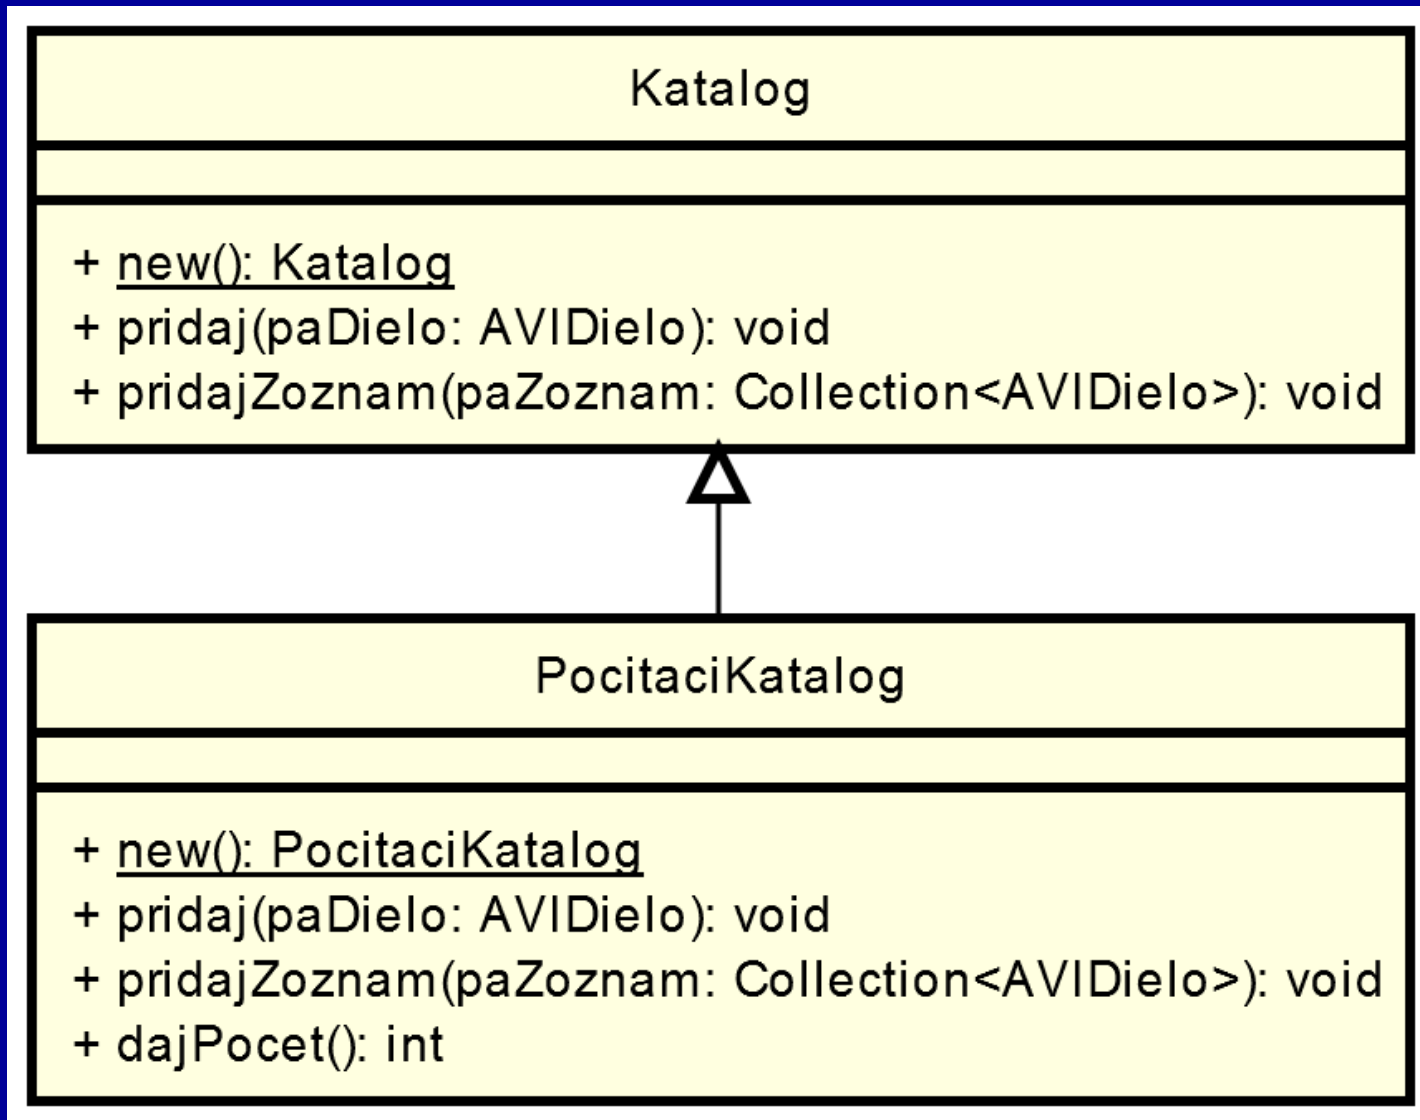 Katalog
+ new(): Katalog
+ pridaj(paDielo: AVIDielo): void
+ pridajZoznam(paZoznam: Collection<AVIDielo>): void
PocitaciKatalog
+ new(): PocitaciKatalog
+ pridaj(paDielo: AVIDielo): void
+ pridajZoznam(paZoznam: Collection<AVIDielo>): void
+ dajPocet(): int